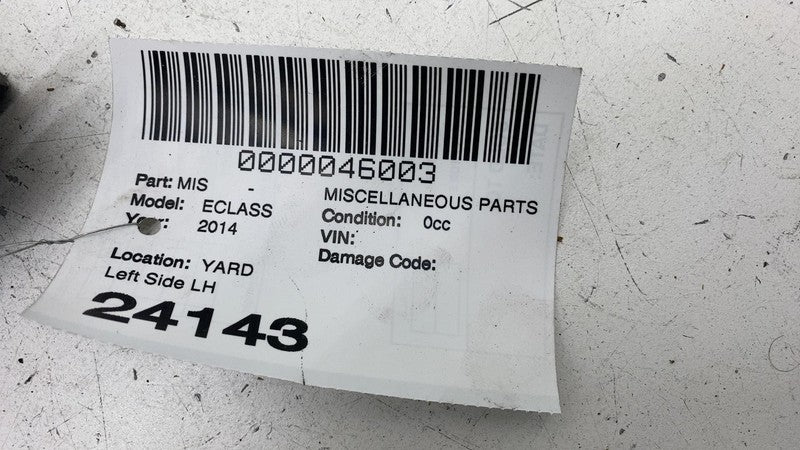 0000046003
Part: MIS - MISCELLANEOUS PARTS
Model: ECLASS Condition: 0cc
Year: 2014 VIN:
Location: YARD Damage Code:
Left Side LH
24143